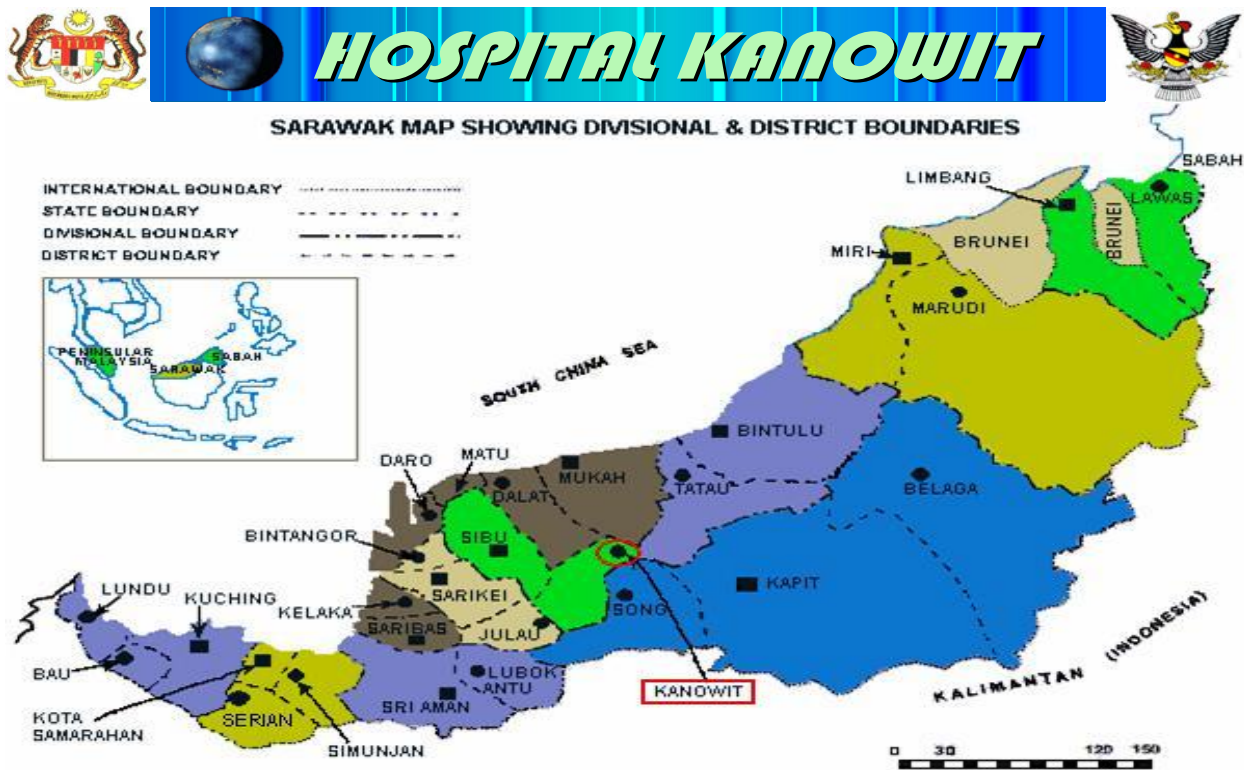 HOSPITAL KANOWIT
SARAWAK MAP SHOWING DIVISIONAL & DISTRICT BOUNDARIES
INTERNATIONAL BOUNDARY
STATE BOUNDARY
DIVISIONAL BOUNDARY
DISTRICT BOUNDARY
PENINSULAR
MALAYSIA
SABAH
SARAWAK
SABAH
LIMBANG
LAWAS
BRUNEI
BRUNEI
MIRI
MARUDI
SOUTH CHINA SEA
BINTULU
MATU
DARO
MUKAH
DALAT
TATAU
BELAGA
BINTANGOR
SIBU
SARIKEI
KAPIT
LUNDU
KUCHING
KELAKA
SONG
SARIBAS
JULAU
BAU
LUBOK
ANTU
SRI AMAN
KANOWIT
KALIMANTAN (INDONESIA)
KOTA
SAMARAHAN
SERIAN
SIMUNJAN
0 30 120 150